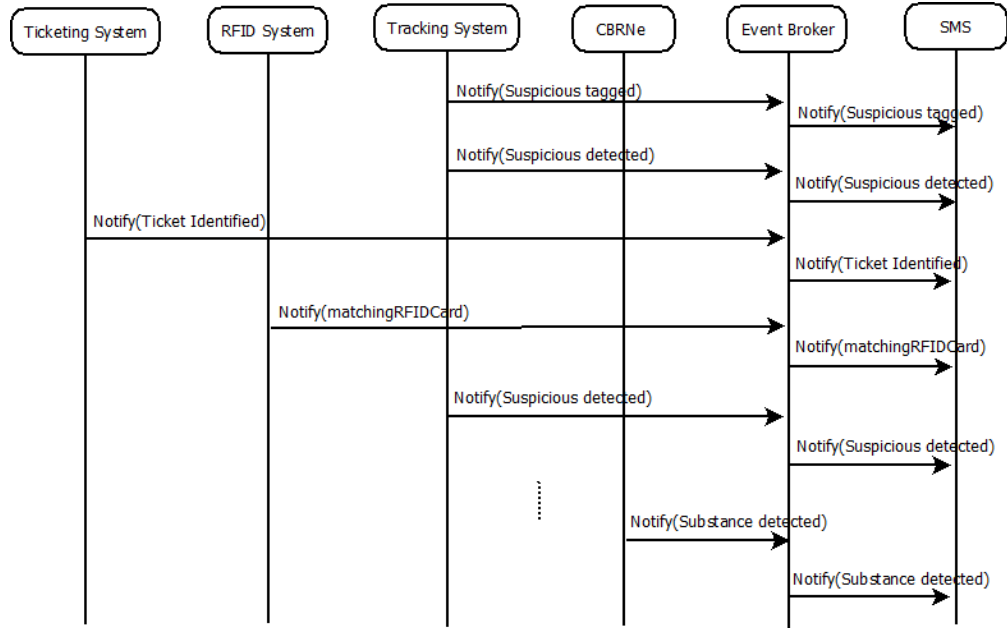 Ticketing System
RFID System
Tracking System
CBRNe
Event Broker
SMS
Notify(Suspicious tagged)
Notify(Suspicious tagged)
Notify(Suspicious detected)
Notify(Suspicious detected)
Notify(Ticket Identified)
Notify(Ticket Identified)
Notify(matchingRFIDCard)
Notify(matchingRFIDCard)
Notify(Suspicious detected)
Notify(Suspicious detected)
Notify(Substance detected)
Notify(Substance detected)